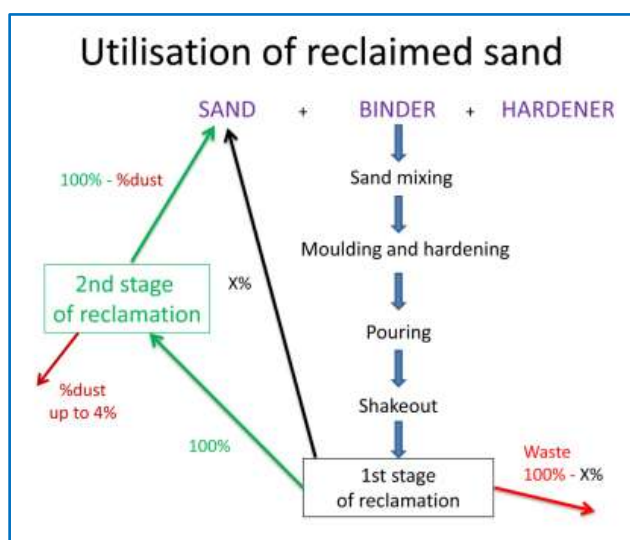 Utilisation of reclaimed sand
SAND + BINDER + HARDENER
Sand mixing
100% - %dust
Moulding and hardening
2nd stage
of reclamation
X%
Pouring
%dust
up to 4%
Shakeout
100%
1st stage
of reclamation
Waste
100% - X%